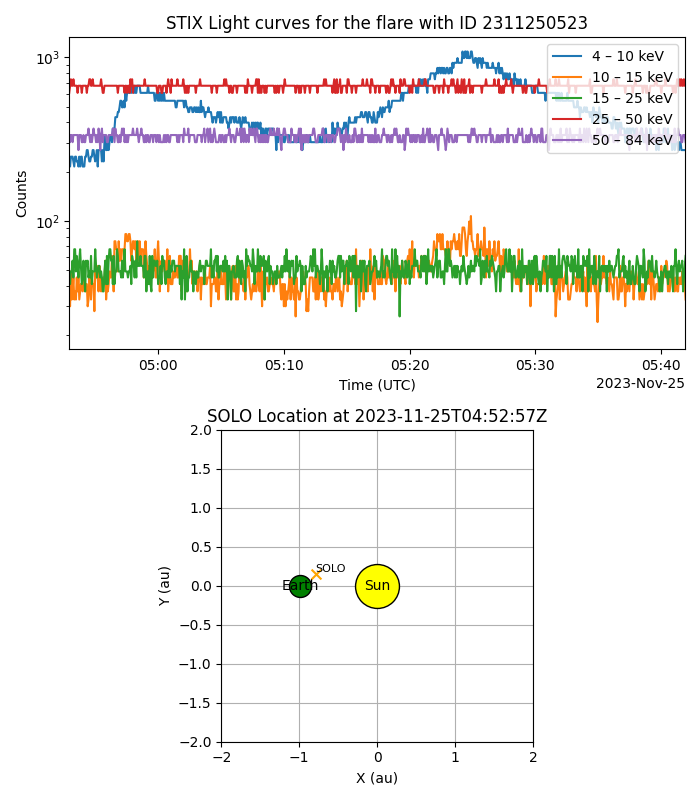 STIX Light curves for the flare with ID 2311250523
10³
10²
Counts
4 – 10 keV
10 – 15 keV
15 – 25 keV
25 – 50 keV
50 – 84 keV
05:00 05:10 05:20 05:30 05:40
Time (UTC)
2023-Nov-25
SOLO Location at 2023-11-25T04:52:57Z
2.0
1.5
1.0
0.5
0.0
−0.5
−1.0
−1.5
−2.0
Y (au)
SOLO
Earth
Sun
−2 −1 0 1 2
X (au)